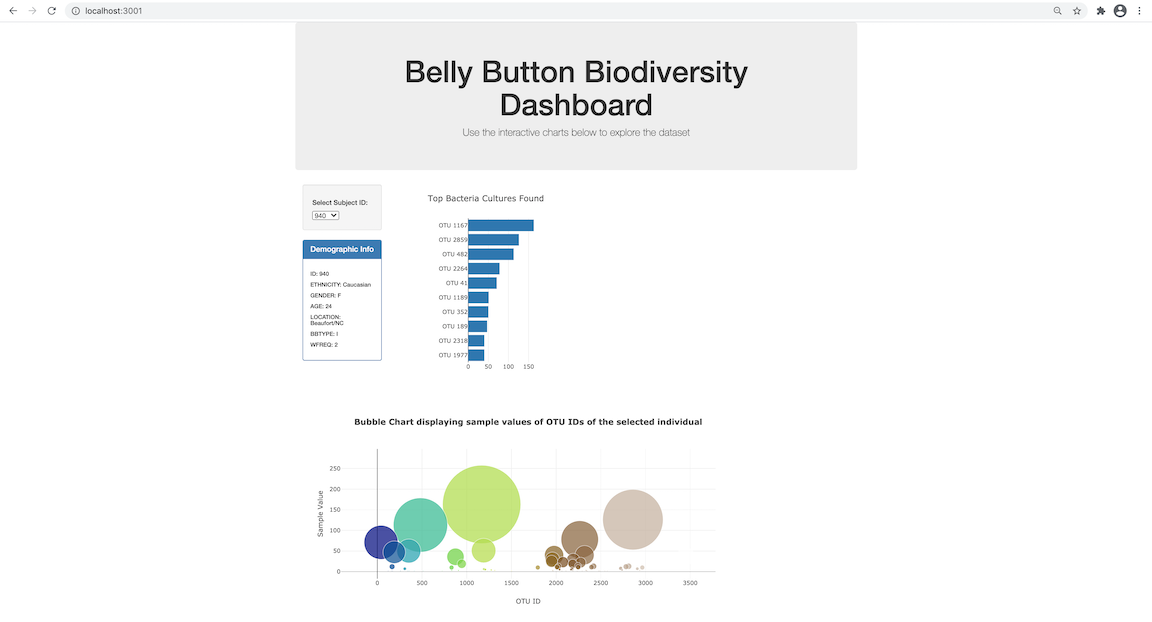 localhost:3001
Belly Button Biodiversity
Dashboard
Use the interactive charts below to explore the dataset
Select Subject ID:
940
Demographic Info
ID: 940
ETHNICITY: Caucasian
GENDER: F
AGE: 24
LOCATION:
Beaufort/NC
BBTYPE: I
WFREQ: 2
Top Bacteria Cultures Found
OTU 1167
OTU 2859
OTU 482
OTU 2264
OTU 41
OTU 1189
OTU 352
OTU 189
OTU 2318
OTU 1977
0 50 100 150
Bubble Chart displaying sample values of OTU IDs of the selected individual
Sample Value
250
200
150
100
50
0
0 500 1000 1500 2000 2500 3000 3500
OTU ID